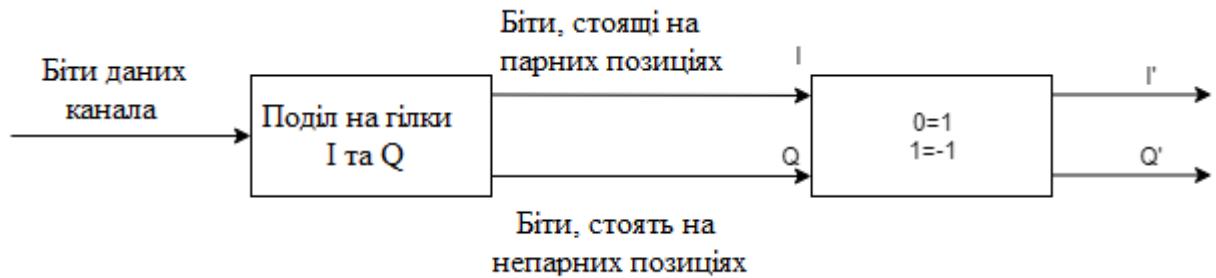 Біти даних
канала
Поділ на гілки
I та Q
Біти, стоящі на
парних позиціях
I
Q
Біти, стоять на
непарних позиціях
0=1
1=-1
I'
Q'